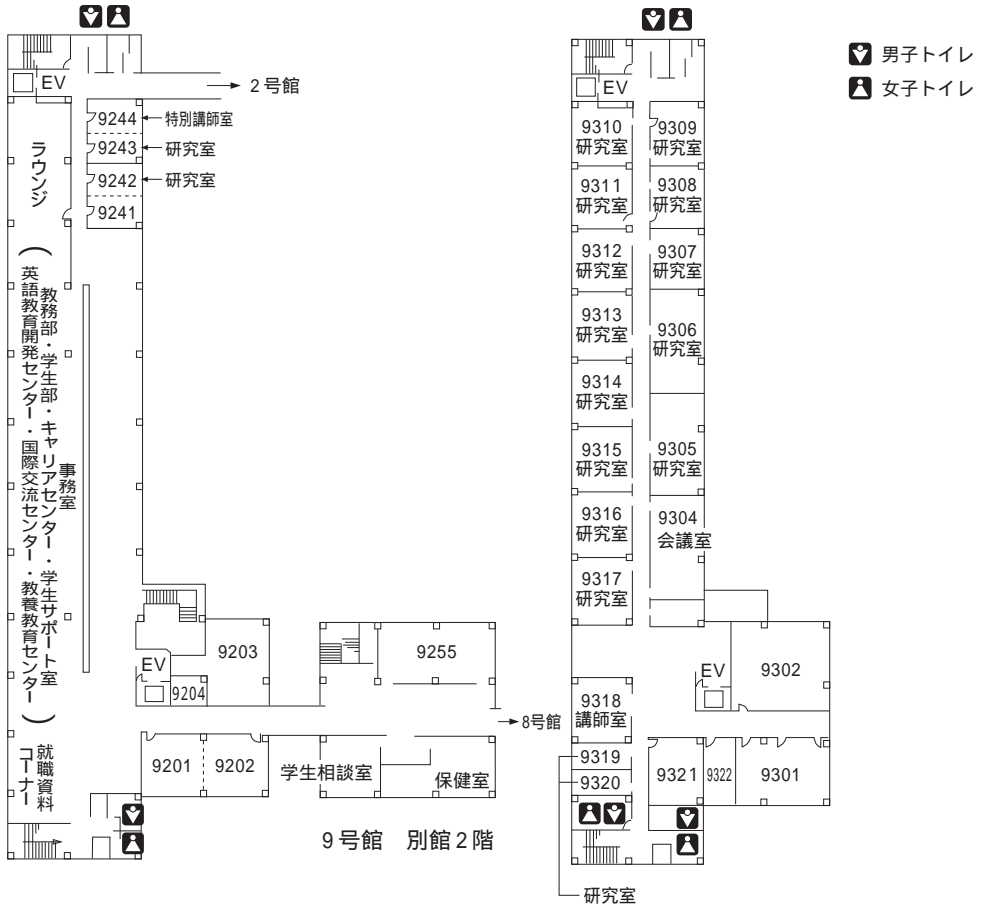 男子トイレ
女子トイレ
EV
2号館
9244
特別講師室
9243
研究室
9242
研究室
9241
ラウンジ
事務室
教務部・学生部・キャリアセンター・学生サポート室
(英語教育開発センター・国際交流センター・教養教育センター)
就職資料
コーナー
EV
9203
9204
9255
8号館
9201
9202
学生相談室
保健室
9号館 別館2階
EV
9310
研究室
9309
研究室
9311
研究室
9308
研究室
9312
研究室
9307
研究室
9313
研究室
9306
研究室
9314
研究室
9315
研究室
9305
研究室
9316
研究室
9304
会議室
9317
研究室
EV
9302
9318
講師室
9319
9320
9321
9322
9301
研究室